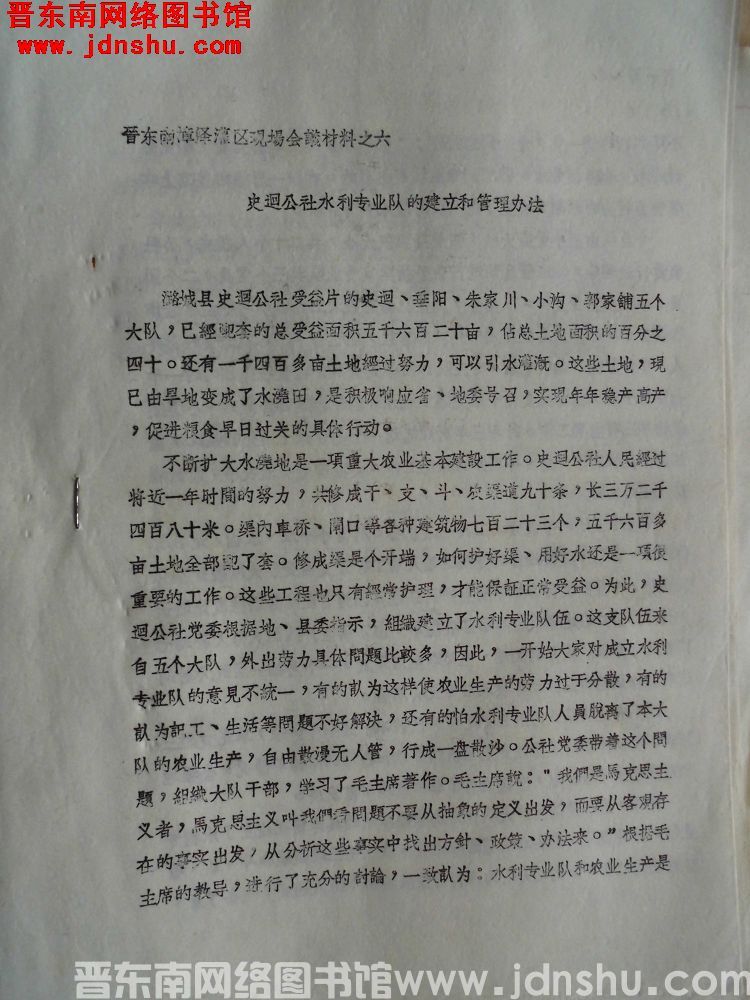 晋东南网络图书馆
www.jdnshu.com
晋东南漳泽灌区现場会議材料之六
史迴公社水利专业队的建立和管理办法
潞城县史迴公社受益片的史迴、垂阳、朱家川、小沟、郭家舖五个
大队，已經配套的总受益面积五千六百二十亩，佔总土地面积的百分之
四十。还有一千四百多亩土地經过努力，可以引水灌溉。这些土地，現
已由旱地变成了水澆田，是积极响应省、地委号召，实現年年稳产高产
，促进粮食早日过关的具体行动。
不断扩大水澆地是一項重大农业基本建設工作。史迴公社人民經过
将近一年时間的努力，共修成干、支、斗、农渠道九十条，长三万二千
四百八十米。渠內車桥、閘口等各种建筑物七百二十三个，五千六百多
亩土地全部配了套。修成渠是个开端，如何护好渠、用好水还是一項很
重要的工作。这些工程也只有經常护理，才能保証正常受益。为此，史
迴公社党委根据地、县委指示，組織建立了水利专业队伍。这支队伍来
自五个大队，外出劳力具体問題比較多，因此，一开始大家对成立水利
专业队的意見不統一，有的訍为这样使农业生产的劳力过于分散，有的
訍为記工、生活等問題不好解决，还有的怕水利专业队人員脫离了本大
队的农业生产，自由散漫无人管，行成一盘散沙。公社党委带着这个問
題，組織大队干部，学习了毛主席著作。毛主席說："我們是馬克思主
义者，馬克思主义叫我們看問題不要从抽象的定义出发，而要从客观存
在的事实出发，从分析这些事实中找出方針、政策、办法来。"根据毛
主席的教导，进行了充分的討論，一致訍为：水利专业队和农业生产是
晋东南网络图书馆www.jdnshu.com